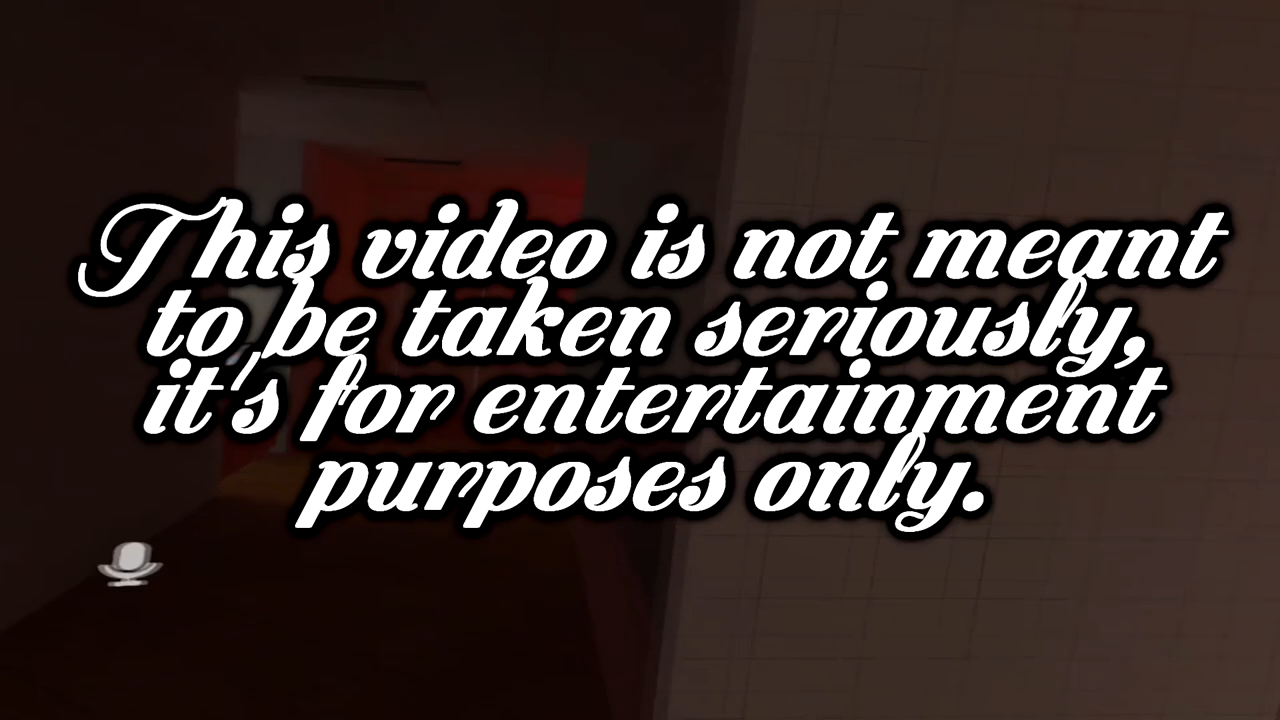 This video is not meant
to be taken seriously,
it's for entertainment
purposes only.